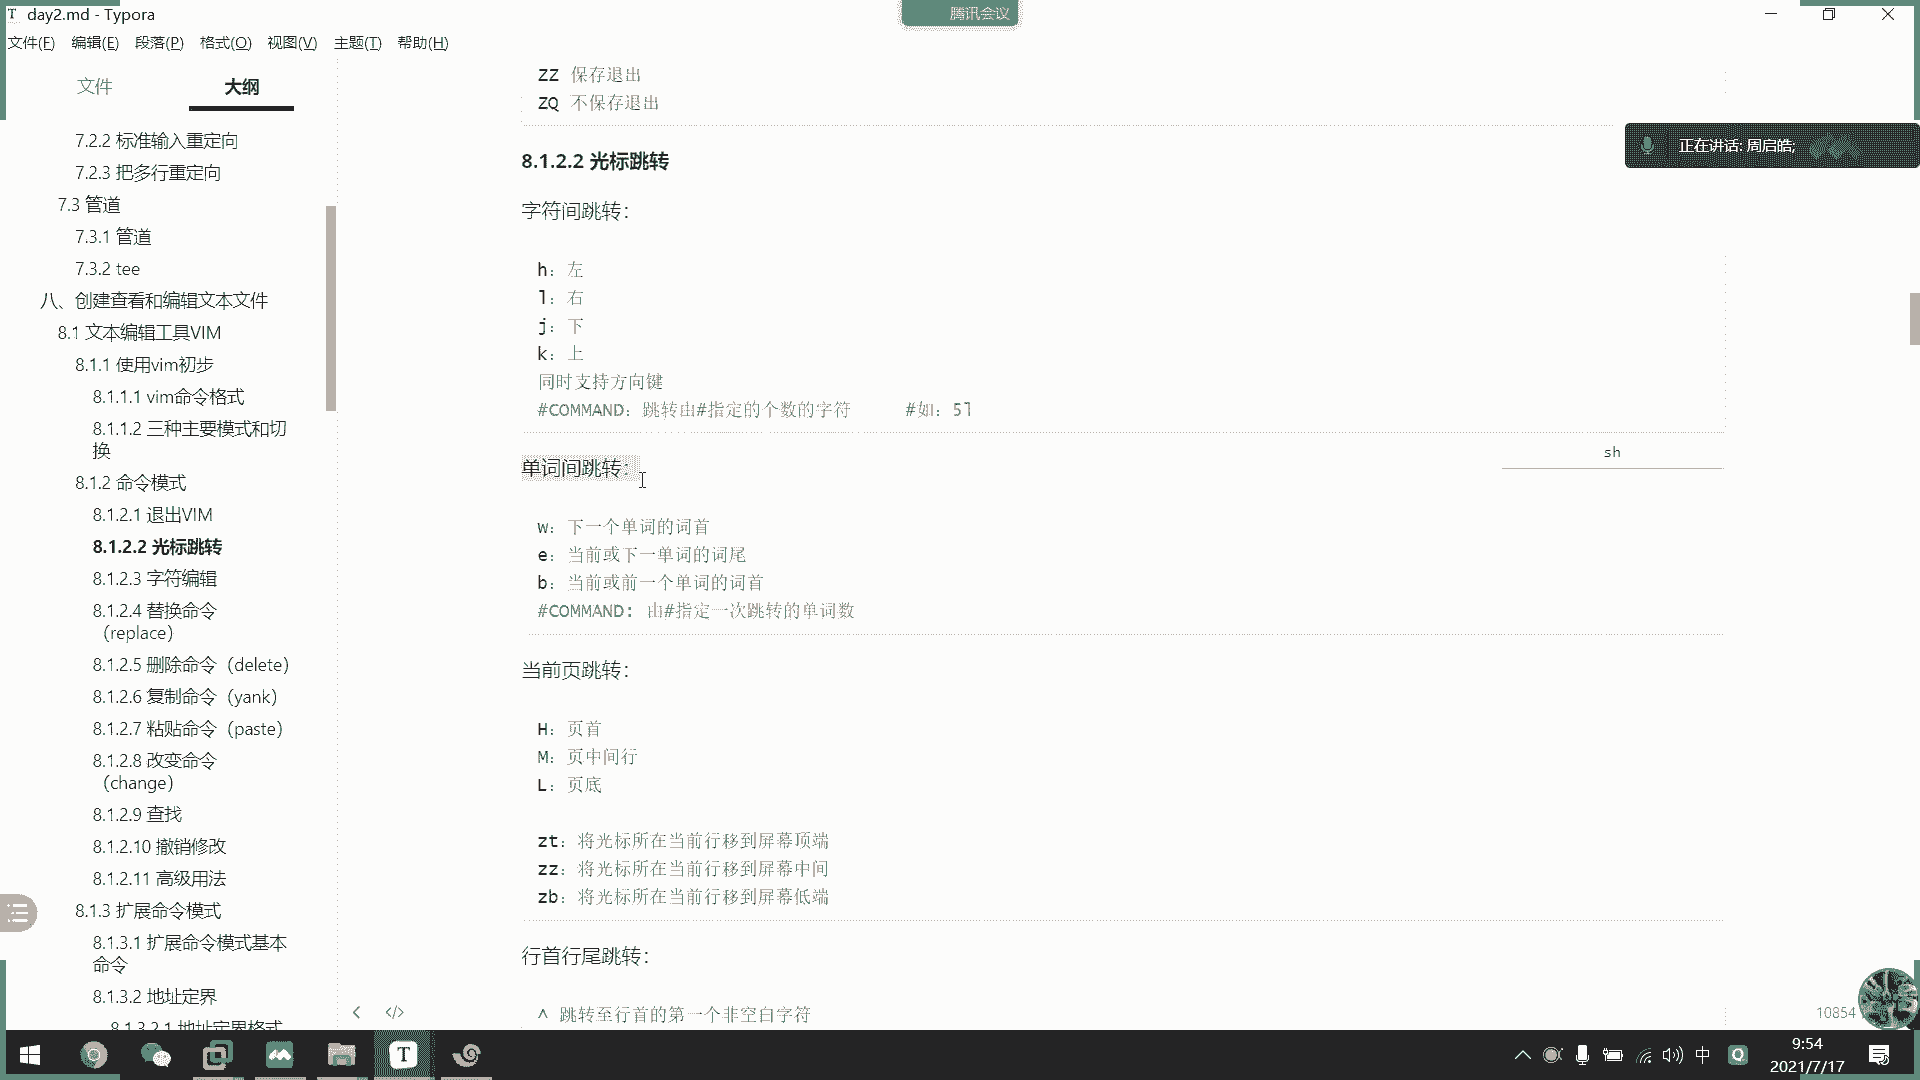 day2.md - Typora
腾讯会议
文件(F) 编辑(E) 段落(P) 格式(O) 视图(V) 主题(T) 帮助(H)
文件 大纲
7.2.2 标准输入重定向
7.2.3 把多行重定向
7.3 管道
7.3.1 管道
7.3.2 tee
八、创建查看和编辑文本文件
8.1 文本编辑工具VIM
8.1.1 使用vim初步
8.1.1.1 vim命令格式
8.1.1.2 三种主要模式和切
换
8.1.2 命令模式
8.1.2.1 退出VIM
8.1.2.2 光标跳转
8.1.2.3 字符编辑
8.1.2.4 替换命令
（replace）
8.1.2.5 删除命令（delete）
8.1.2.6 复制命令（yank）
8.1.2.7 粘贴命令（paste）
8.1.2.8 改变命令
（change）
8.1.2.9 查找
8.1.2.10 撤销修改
8.1.2.11 高级用法
8.1.3 扩展命令模式
8.1.3.1 扩展命令模式基本
命令
8.1.3.2 地址定界
8.1.3.2.1 地址定界格式
ZZ 保存退出
ZQ 不保存退出
正在讲话: 周启皓;
8.1.2.2 光标跳转
字符间跳转：
h：左
l：右
j：下
k：上
同时支持方向键
#COMMAND：跳转由#指定的个数的字符 #如：5l
sh
单词间跳转：
w：下一个单词的词首
e：当前或下一单词的词尾
b：当前或前一个单词的词首
#COMMAND: 由#指定一次跳转的单词数
当前页跳转：
H：页首
M：页中间行
L：页底
zt：将光标所在当前行移到屏幕顶端
zz：将光标所在当前行移到屏幕中间
zb：将光标所在当前行移到屏幕低端
行首行尾跳转：
^ 跳转至行首的第一个非空白字符
10854
中
9:54
2021/7/17